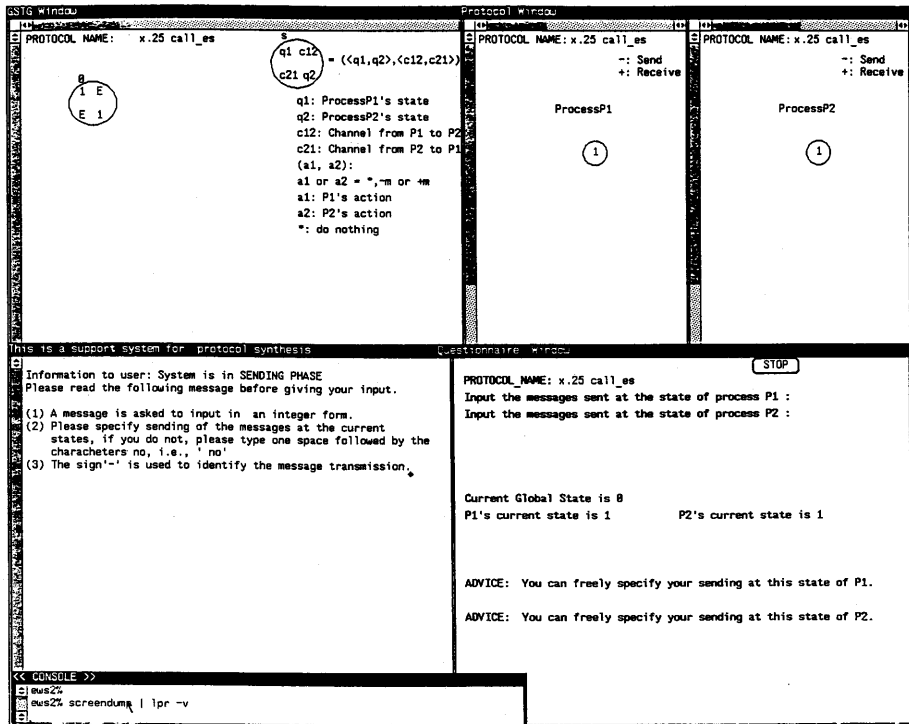 GSTG Window
PROTOCOL NAME: x.25 call_es
0
1 E
E 1
s
q1 c12
c21 q2
= (<q1,q2>,<c12,c21>)
q1: ProcessP1's state
q2: ProcessP2's state
c12: Channel from P1 to P2
c21: Channel from P2 to P1
(a1, a2):
a1 or a2 = *,-m or +m
a1: P1's action
a2: P2's action
*: do nothing
Protocol Window
PROTOCOL NAME: x.25 call_es
-: Send
+: Receive
ProcessP1
1
PROTOCOL NAME: x.25 call_es
-: Send
+: Receive
ProcessP2
1
This is a support system for protocol synthesis
Information to user: System is in SENDING PHASE
Please read the following message before giving your input.
(1) A message is asked to input in an integer form.
(2) Please specify sending of the messages at the current
states, if you do not, please type one space followed by the
characheters no, i.e., ' no'
(3) The sign'-' is used to identify the message transmission.
Questionnaire Window
STOP
PROTOCOL_NAME: x.25 call_es
Input the messages sent at the state of process P1 :
Input the messages sent at the state of process P2 :
Current Global State is 0
P1's current state is 1 P2's current state is 1
ADVICE: You can freely specify your sending at this state of P1.
ADVICE: You can freely specify your sending at this state of P2.
<< CONSOLE >>
ews2%
ews2% screendump | lpr -v